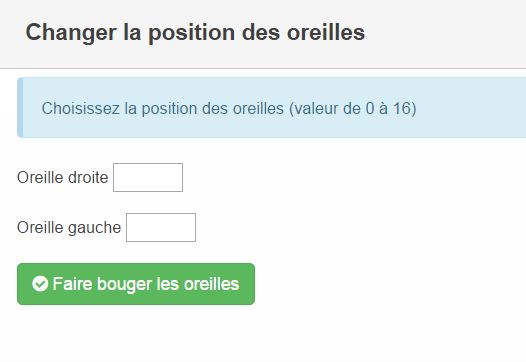 Changer la position des oreilles
Choisissez la position des oreilles (valeur de 0 à 16)
Oreille droite
Oreille gauche
Faire bouger les oreilles